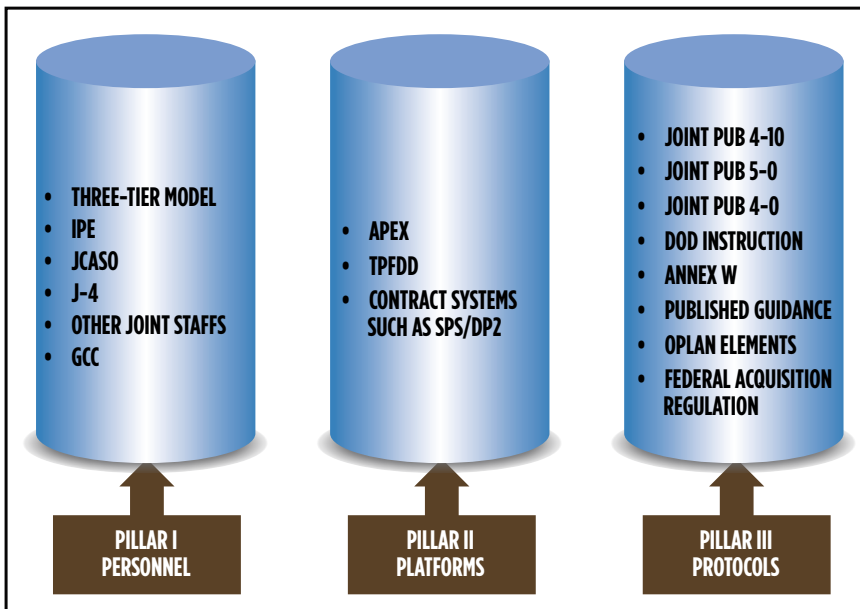 • THREE-TIER MODEL
• IPE
• JCASO
• J-4
• OTHER JOINT STAFFS
• GCC
PILLAR I
PERSONNEL
• APEX
• TPFDD
• CONTRACT SYSTEMS
SUCH AS SPS/DP2
PILLAR II
PLATFORMS
• JOINT PUB 4-10
• JOINT PUB 5-0
• JOINT PUB 4-0
• DOD INSTRUCTION
• ANNEX W
• PUBLISHED GUIDANCE
• OPLAN ELEMENTS
• FEDERAL ACQUISITION
REGULATION
PILLAR III
PROTOCOLS